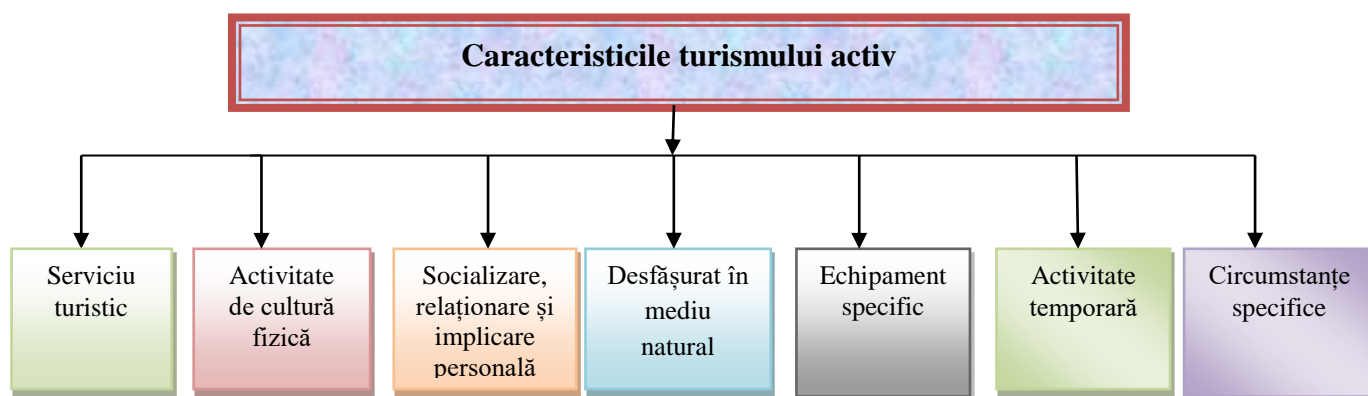 Caracteristicile turismului activ
Serviciu
turistic
Activitate
de cultură
fizică
Socializare,
relaționare și
implicare
personală
Desfășurat în
mediu
natural
Echipament
specific
Activitate
temporară
Circumstanțe
specifice